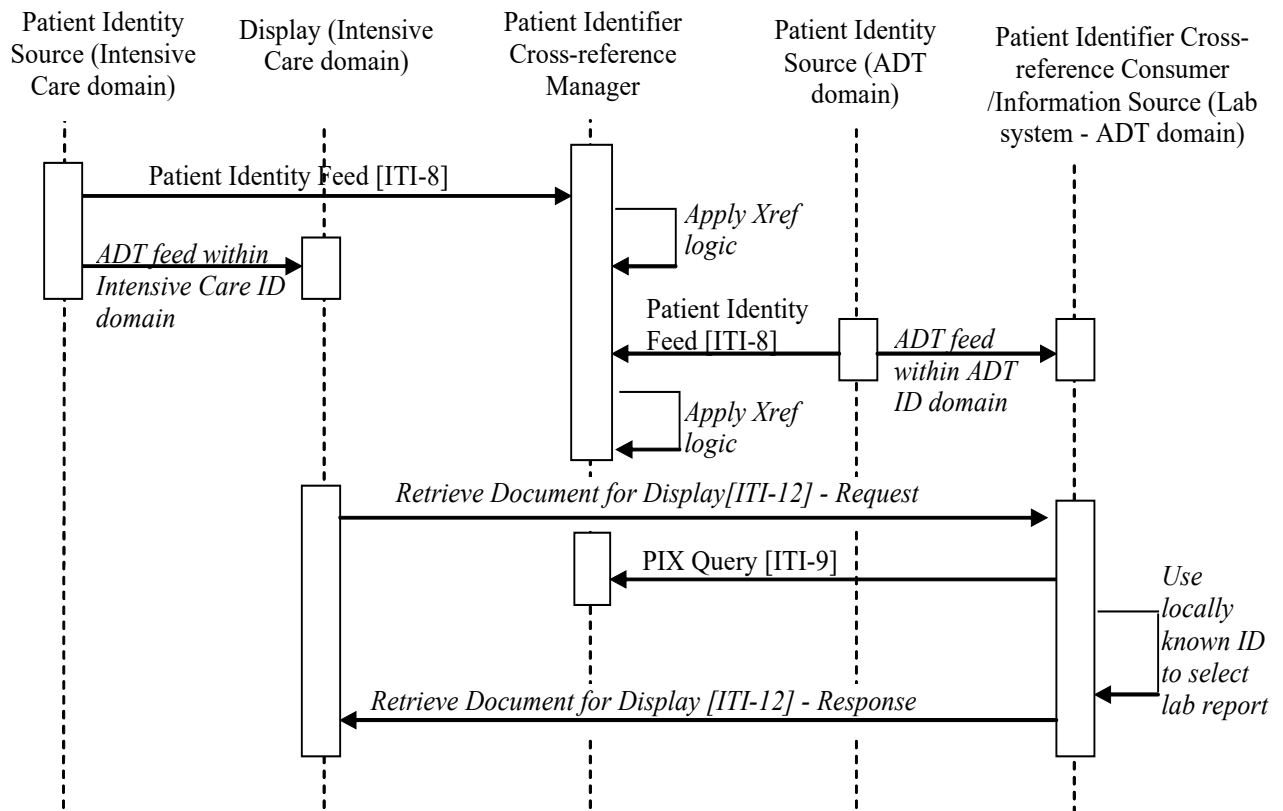 Patient Identity
Source (Intensive
Care domain)
Display (Intensive
Care domain)
Patient Identifier
Cross-reference
Manager
Patient Identity
Source (ADT
domain)
Patient Identifier Cross-
reference Consumer
/Information Source (Lab
system - ADT domain)
Patient Identity Feed [ITI-8]
Apply Xref
logic
ADT feed within
Intensive Care ID
domain
Patient Identity
Feed [ITI-8]
ADT feed
within ADT
ID domain
Apply Xref
logic
Retrieve Document for Display[ITI-12] - Request
PIX Query [ITI-9]
Use
locally
known ID
to select
lab report
Retrieve Document for Display [ITI-12] - Response